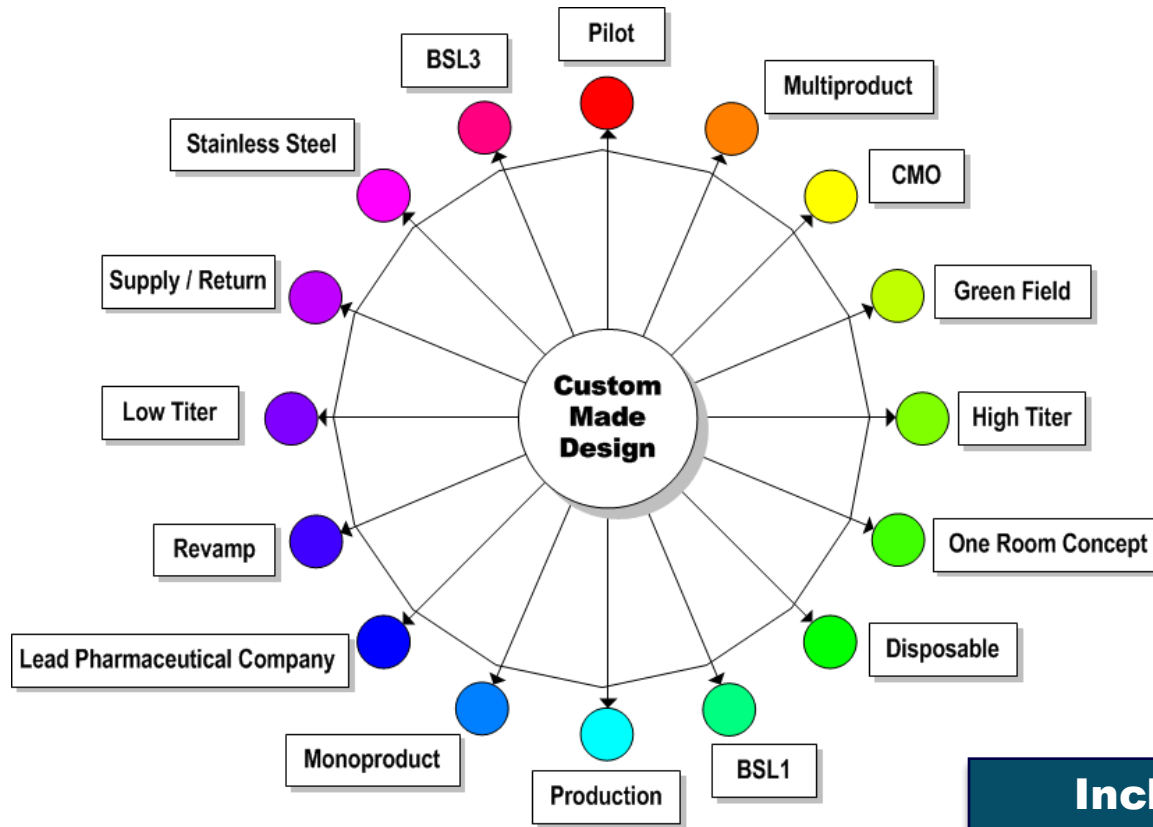 Pilot
BSL3
Multiproduct
Stainless Steel
CMO
Supply / Return
Green Field
Custom
Made
Design
Low Titer
High Titer
Revamp
One Room Concept
Lead Pharmaceutical Company
Disposable
Monoproduct
BSL1
Production